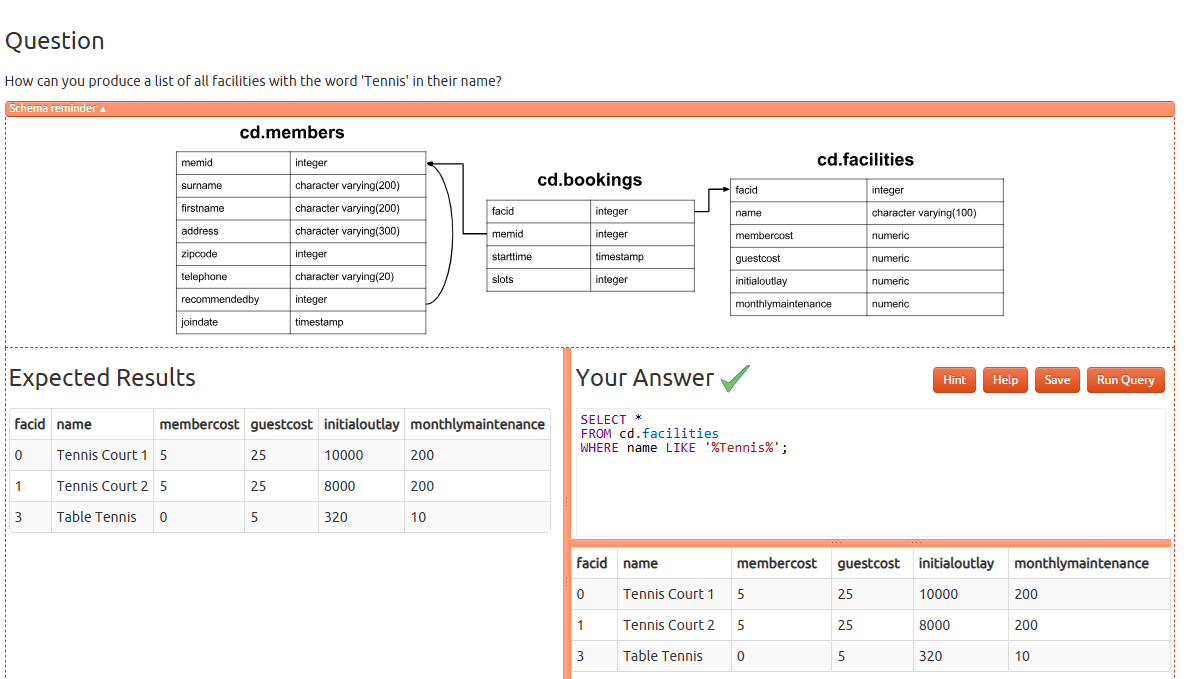 Question
How can you produce a list of all facilities with the word 'Tennis' in their name?
Schema reminder ▲
cd.members
memid integer
surname character varying(200)
firstname character varying(200)
address character varying(300)
zipcode integer
telephone character varying(20)
recommendedby integer
joindate timestamp
cd.bookings
facid integer
memid integer
starttime timestamp
slots integer
cd.facilities
facid integer
name character varying(100)
membercost numeric
guestcost numeric
initialoutlay numeric
monthlymaintenance numeric
Expected Results
facid name membercost guestcost initialoutlay monthlymaintenance
0 Tennis Court 1 5 25 10000 200
1 Tennis Court 2 5 25 8000 200
3 Table Tennis 0 5 320 10
Your Answer
Hint Help Save Run Query
SELECT *
FROM cd.facilities
WHERE name LIKE '%Tennis%';
facid name membercost guestcost initialoutlay monthlymaintenance
0 Tennis Court 1 5 25 10000 200
1 Tennis Court 2 5 25 8000 200
3 Table Tennis 0 5 320 10